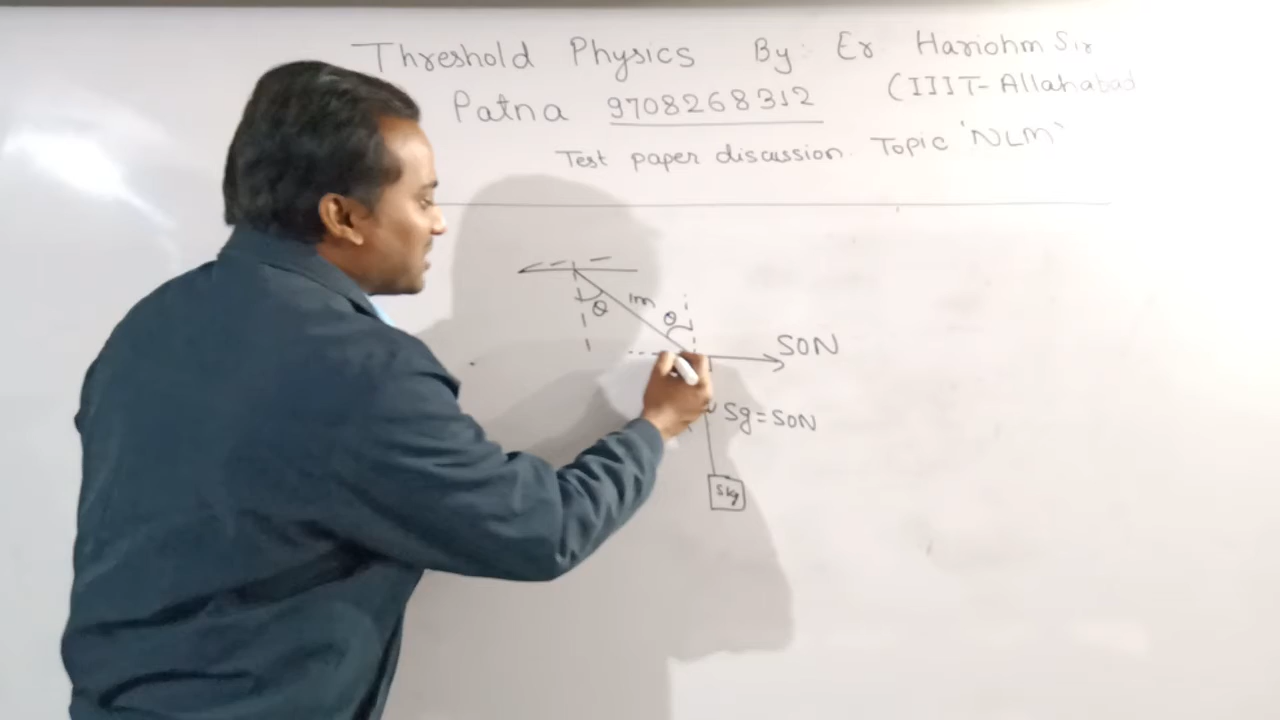 Threshold Physics By: Er Hariohm Sir
Patna 9708268312 (IIIT-Allahabad
Test paper discussion. Topic 'NLM'
θ 1m θ
50N
5g=50N
5kg